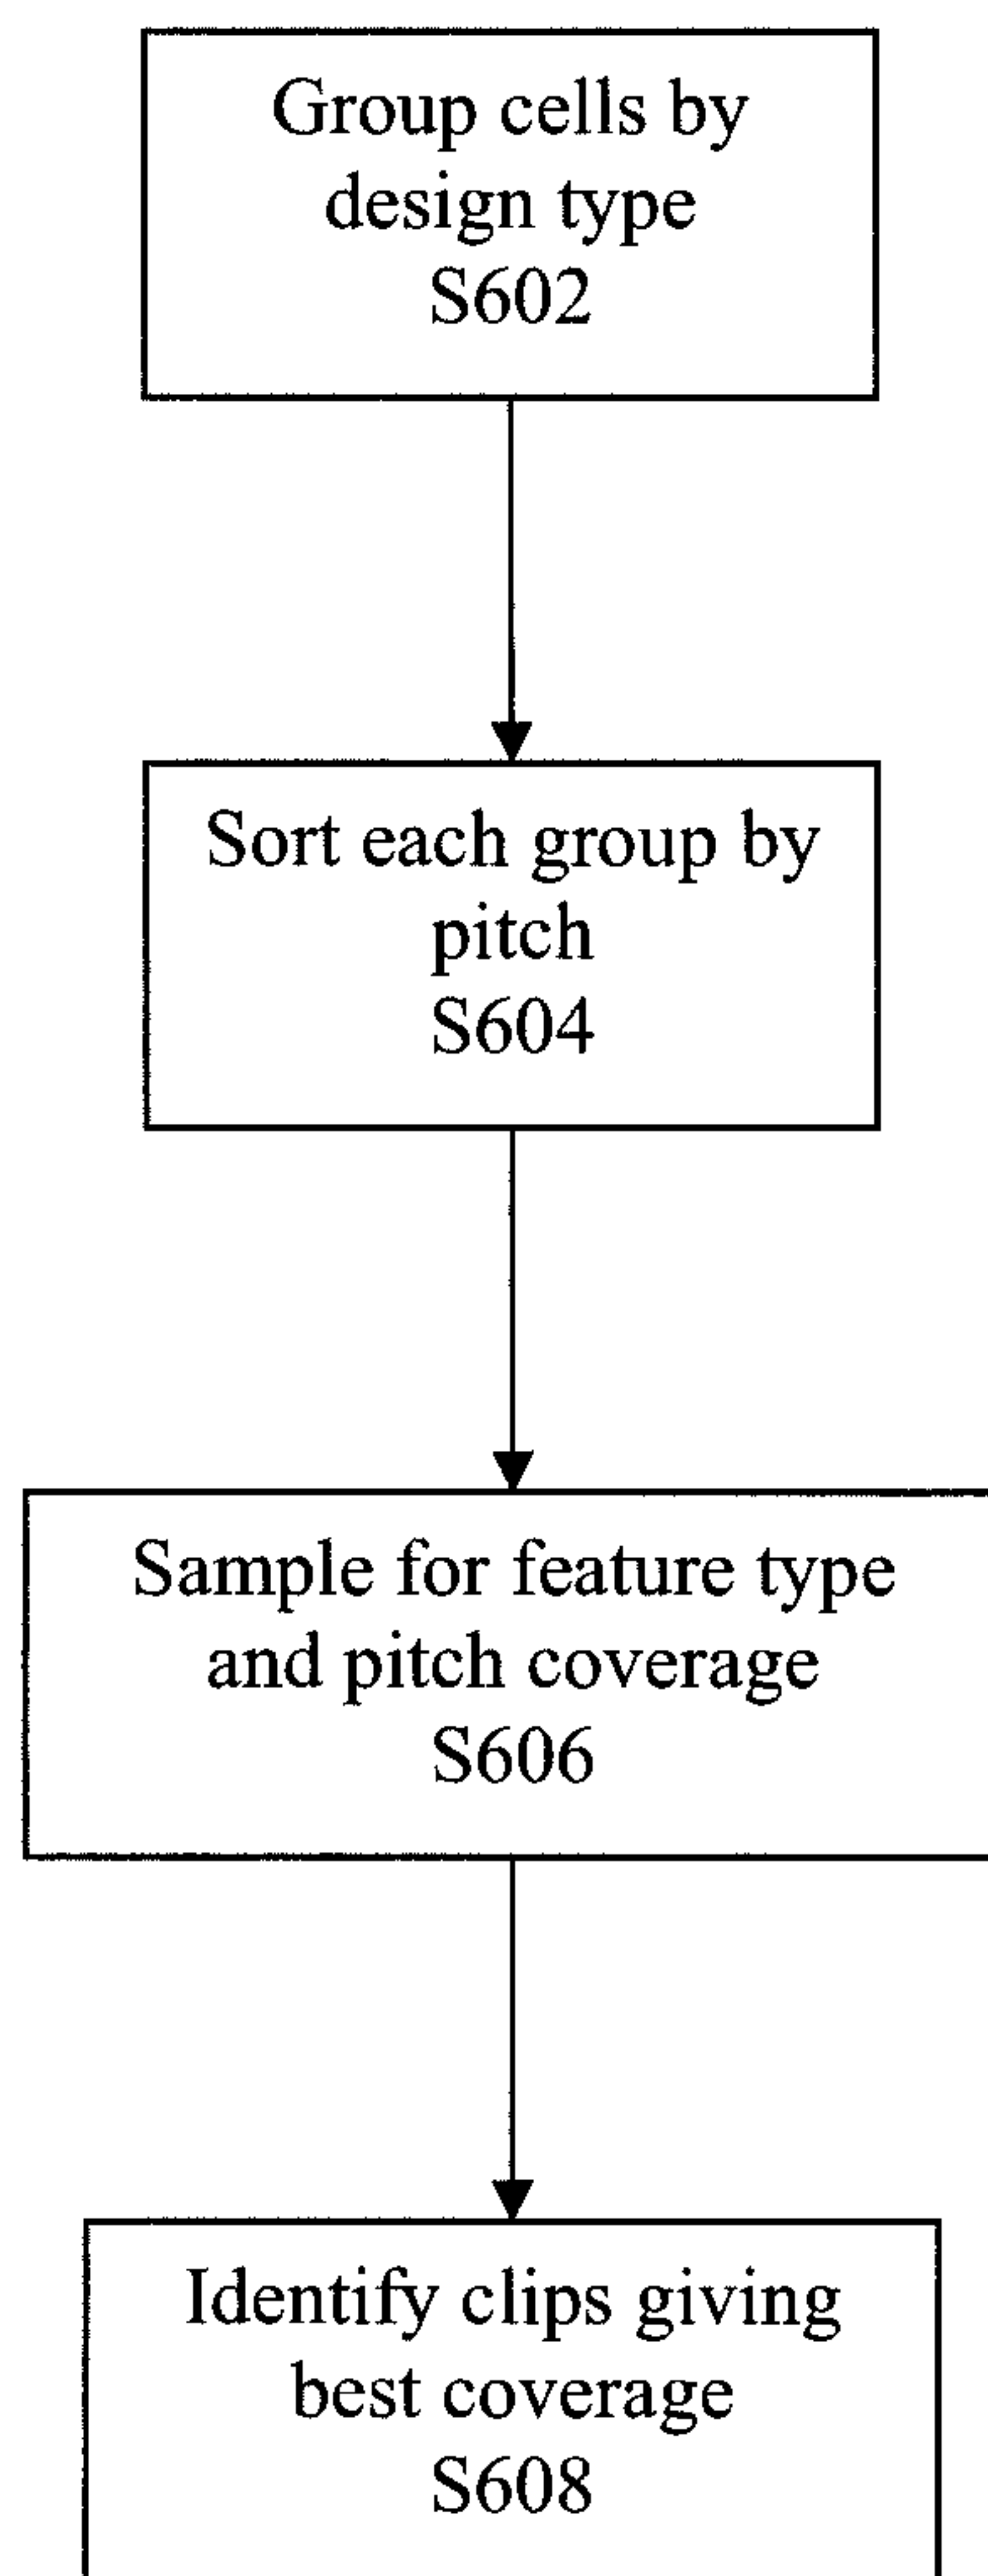 Group cells by
design type
S602
Sort each group by
pitch
S604
Sample for feature type
and pitch coverage
S606
Identify clips giving
best coverage
S608